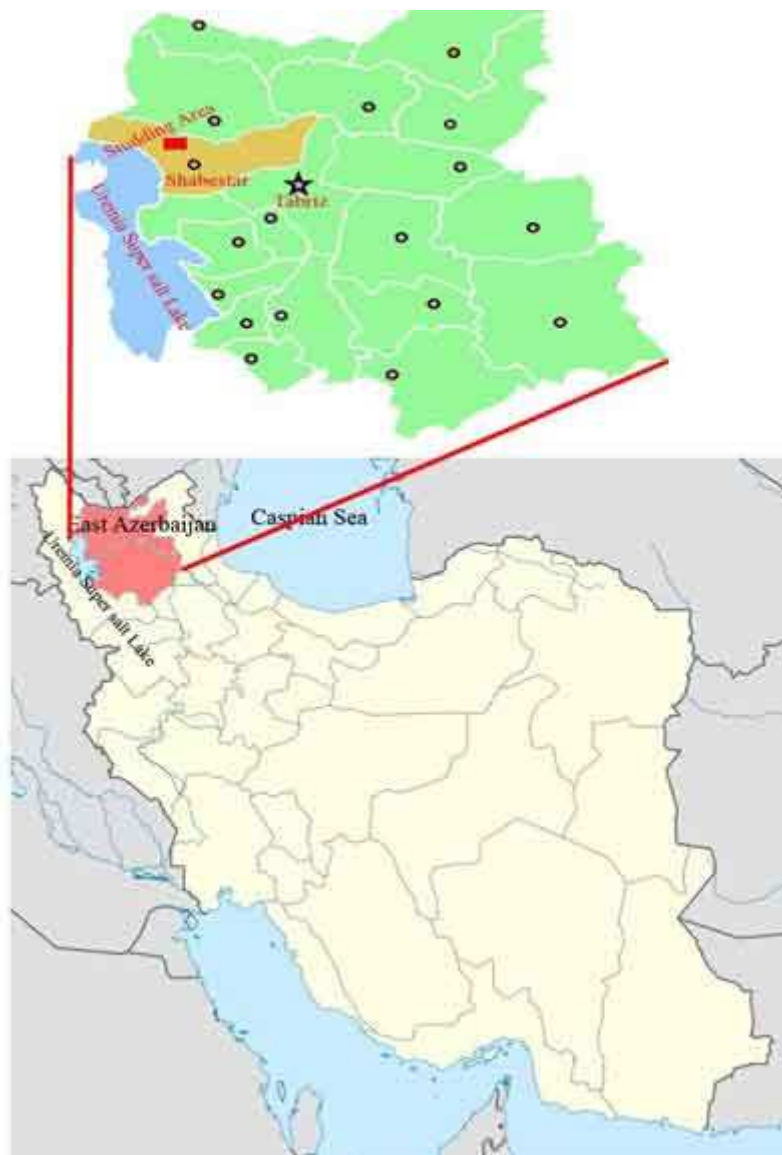 Studding Area
Shabestar
Tabriz
Uremia Super salt Lake
East Azerbaijan
Caspian Sea
Uremia Super salt Lake